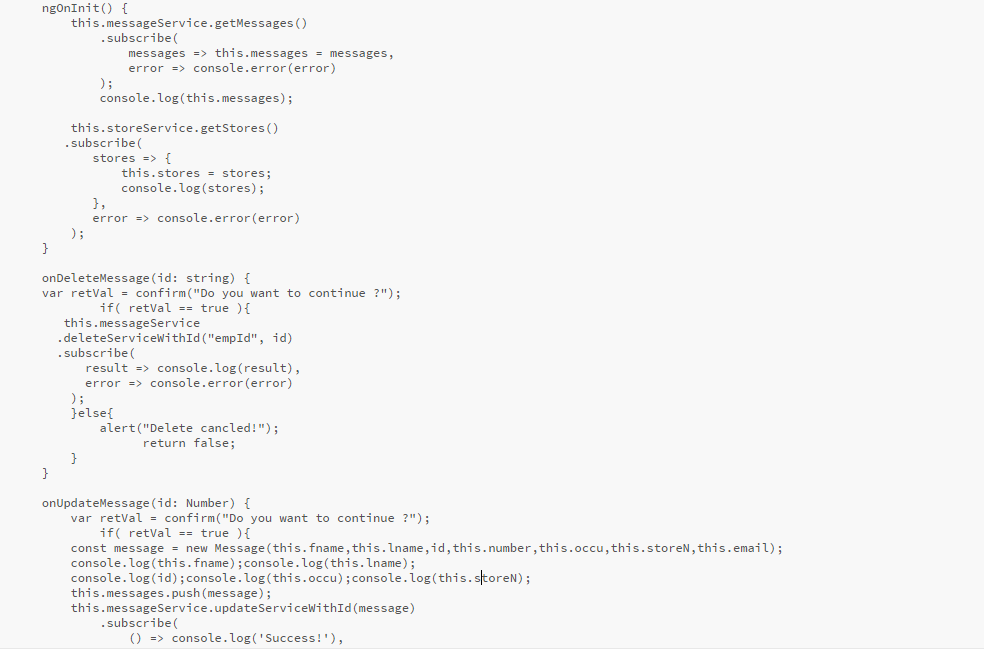 ngOnInit() {
this.messageService.getMessages()
.subscribe(
messages => this.messages = messages,
error => console.error(error)
);
console.log(this.messages);
this.storeService.getStores()
.subscribe(
stores => {
this.stores = stores;
console.log(stores);
},
error => console.error(error)
);
}
onDeleteMessage(id: string) {
var retVal = confirm("Do you want to continue ?");
if( retVal == true ){
this.messageService
.deleteServiceWithId("empId", id)
.subscribe(
result => console.log(result),
error => console.error(error)
);
}else{
alert("Delete cancled!");
return false;
}
}
onUpdateMessage(id: Number) {
var retVal = confirm("Do you want to continue ?");
if( retVal == true ){
const message = new Message(this.fname,this.lname,id,this.number,this.occu,this.storeN,this.email);
console.log(this.fname);console.log(this.lname);
console.log(id);console.log(this.occu);console.log(this.storeN);
this.messages.push(message);
this.messageService.updateServiceWithId(message)
.subscribe(
() => console.log('Success!'),